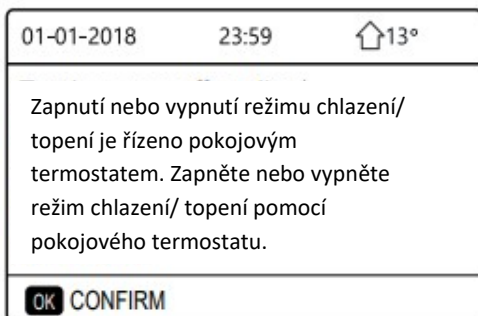 01-01-2018 23:59 13°
Zapnutí nebo vypnutí režimu chlazení/
topení je řízeno pokojovým
termostatem. Zapněte nebo vypněte
režim chlazení/ topení pomocí
pokojového termostatu.
OK CONFIRM